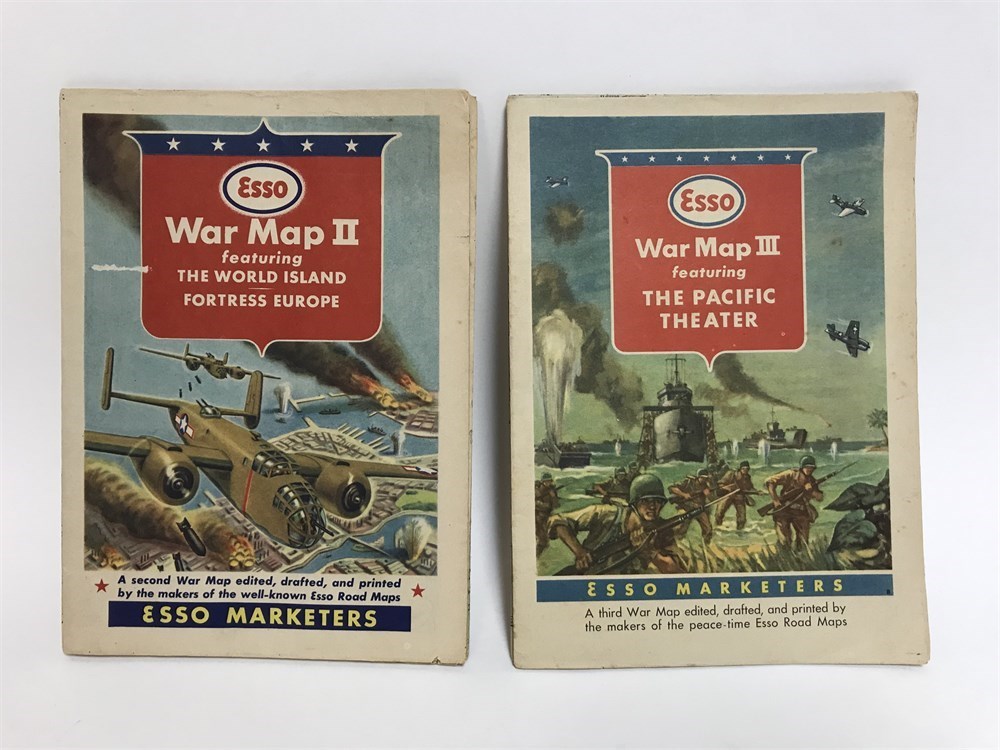 Esso
War Map II
featuring
THE WORLD ISLAND
FORTRESS EUROPE
A second War Map edited, drafted, and printed
by the makers of the well-known Esso Road Maps
ESSO MARKETERS
Esso
War Map III
featuring
THE PACIFIC
THEATER
ESSO MARKETERS
A third War Map edited, drafted, and printed by
the makers of the peace-time Esso Road Maps